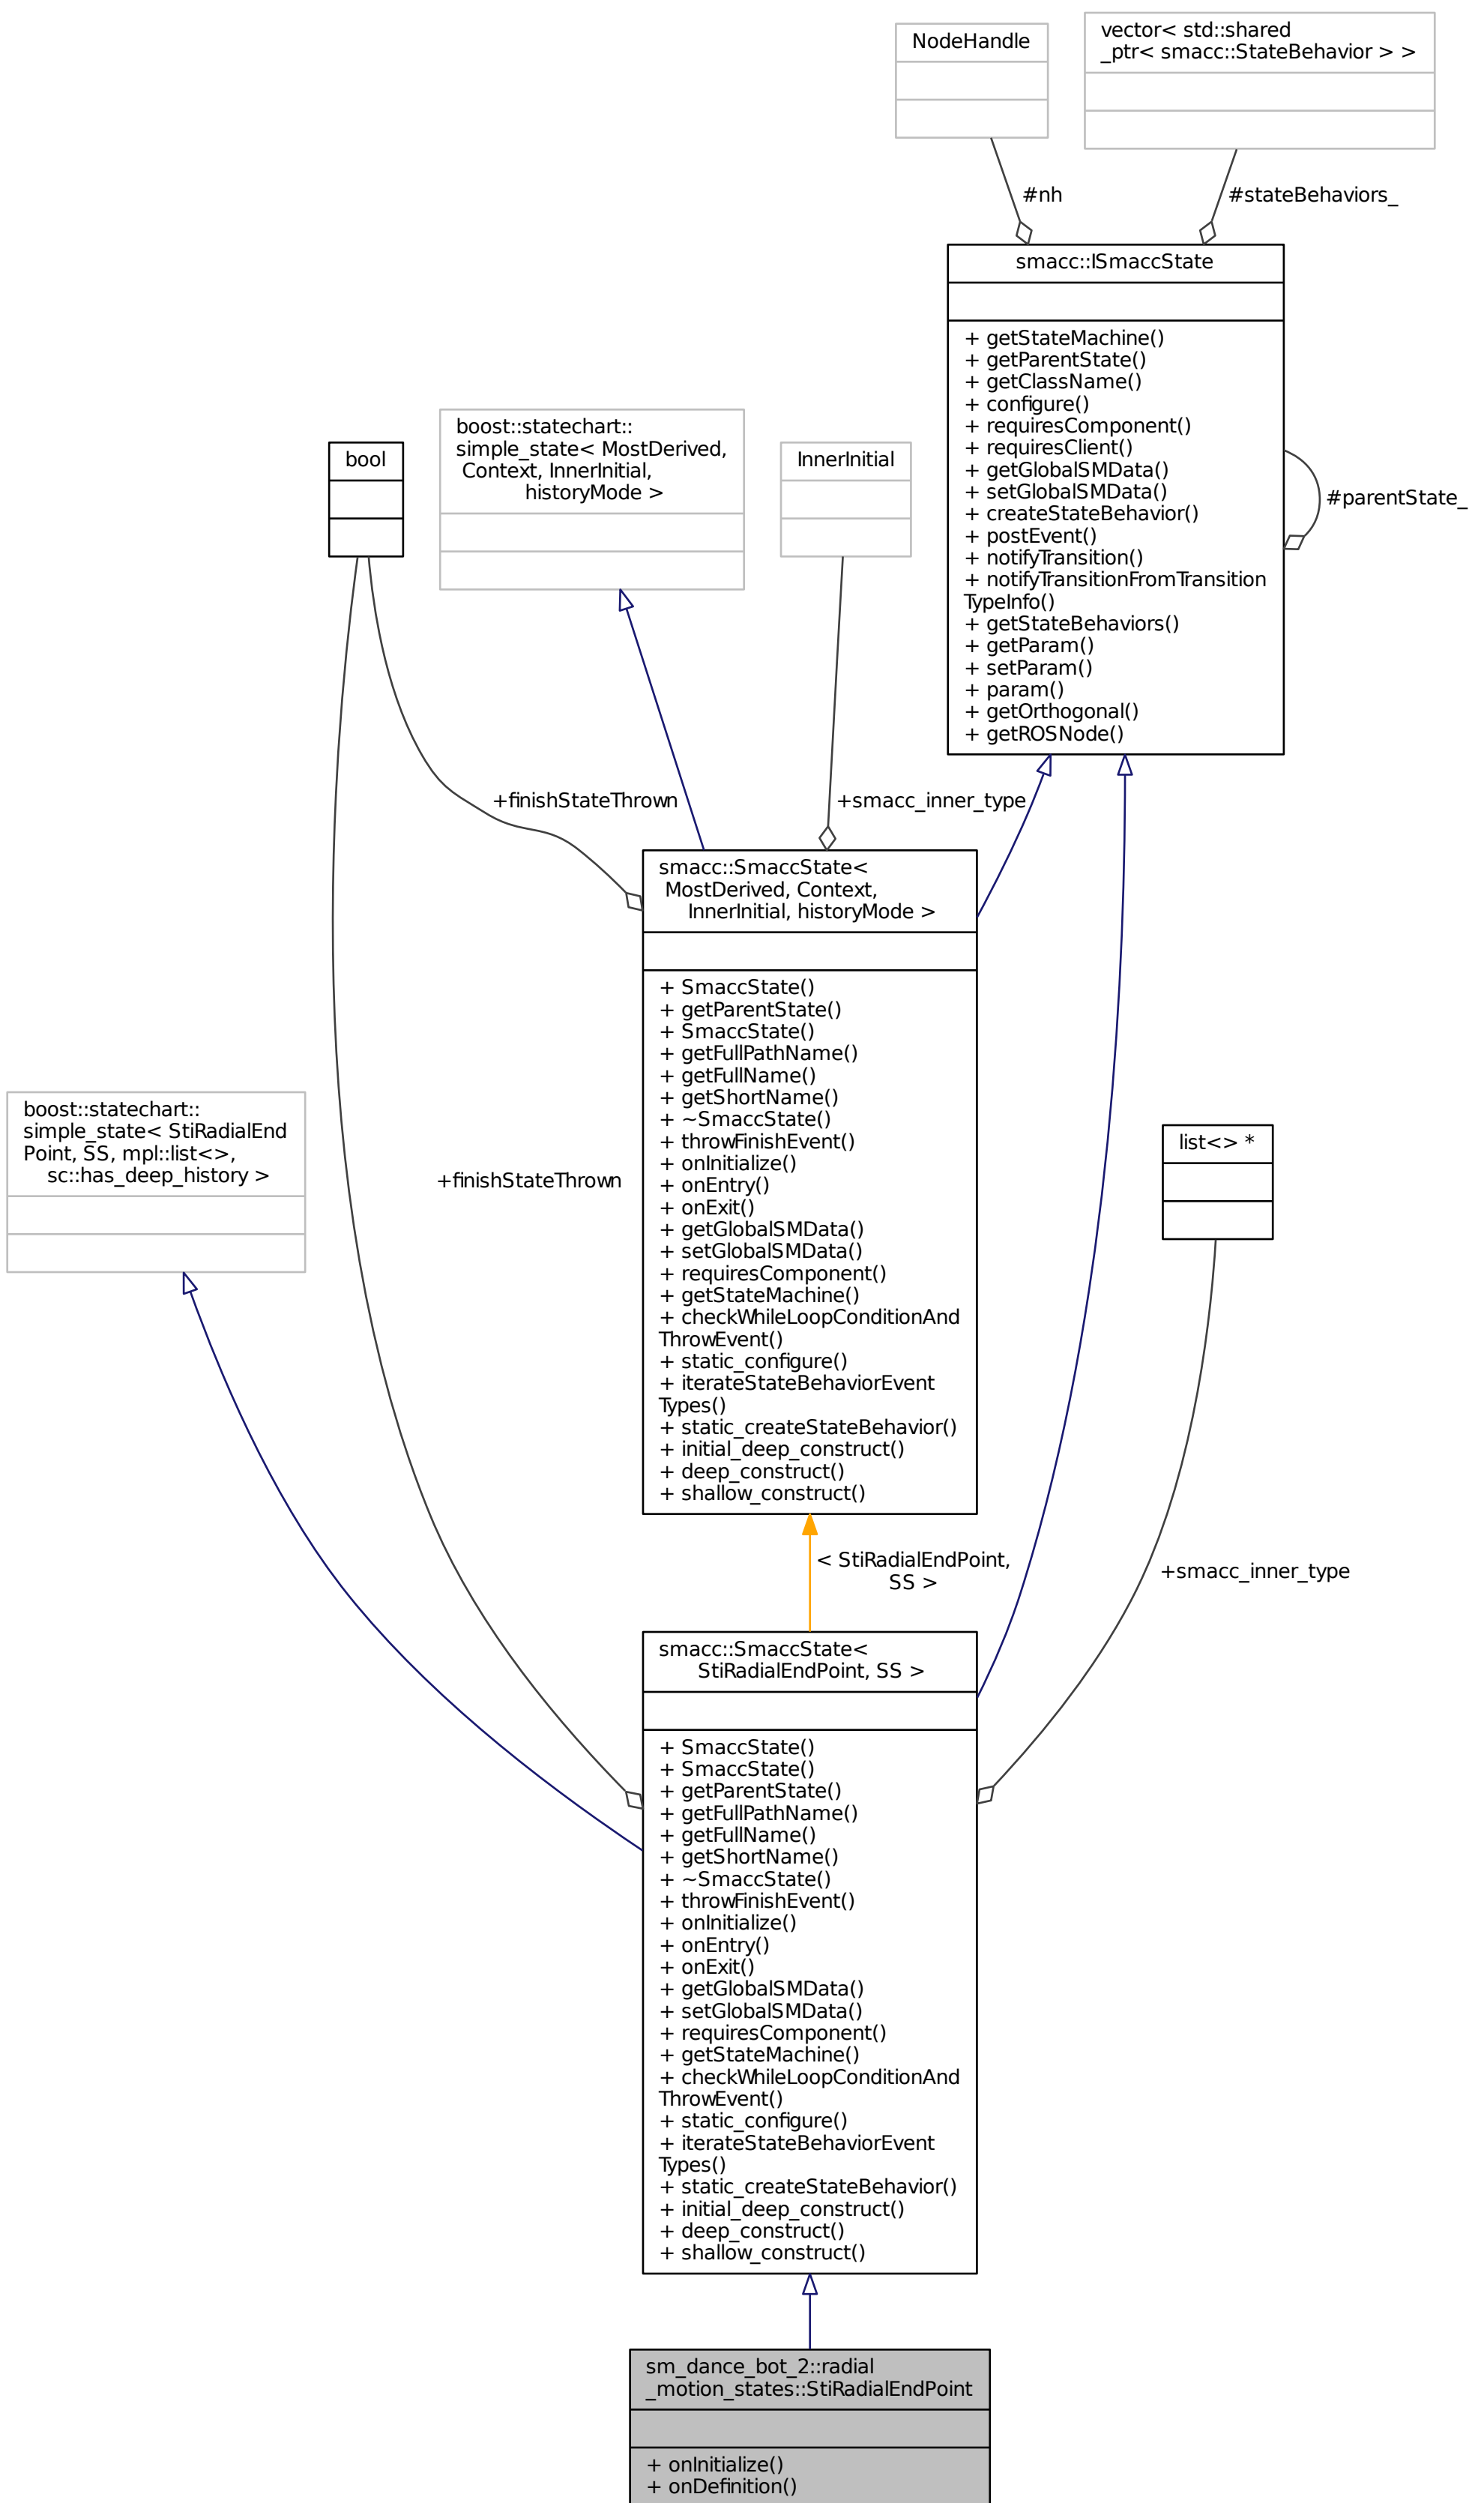 NodeHandle
vector< std::shared
_ptr< smacc::StateBehavior > >
#nh
#stateBehaviors_
smacc::ISmaccState
+ getStateMachine()
+ getParentState()
+ getClassName()
+ configure()
+ requiresComponent()
+ requiresClient()
+ getGlobalSMData()
+ setGlobalSMData()
+ createStateBehavior()
+ postEvent()
+ notifyTransition()
+ notifyTransitionFromTransition
TypeInfo()
+ getStateBehaviors()
+ getParam()
+ setParam()
+ param()
+ getOrthogonal()
+ getROSNode()
#parentState_
bool
boost::statechart::
simple_state< MostDerived,
Context, InnerInitial,
historyMode >
InnerInitial
+finishStateThrown
+smacc_inner_type
smacc::SmaccState<
MostDerived, Context,
InnerInitial, historyMode >
+ SmaccState()
+ getParentState()
+ SmaccState()
+ getFullPathName()
+ getFullName()
+ getShortName()
+ ~SmaccState()
+ throwFinishEvent()
+ onInitialize()
+ onEntry()
+ onExit()
+ getGlobalSMData()
+ setGlobalSMData()
+ requiresComponent()
+ getStateMachine()
+ checkWhileLoopConditionAnd
ThrowEvent()
+ static_configure()
+ iterateStateBehaviorEvent
Types()
+ static_createStateBehavior()
+ initial_deep_construct()
+ deep_construct()
+ shallow_construct()
boost::statechart::
simple_state< StiRadialEnd
Point, SS, mpl::list<>,
sc::has_deep_history >
+finishStateThrown
list<> *
< StiRadialEndPoint,
SS >
+smacc_inner_type
smacc::SmaccState<
StiRadialEndPoint, SS >
+ SmaccState()
+ SmaccState()
+ getParentState()
+ getFullPathName()
+ getFullName()
+ getShortName()
+ ~SmaccState()
+ throwFinishEvent()
+ onInitialize()
+ onEntry()
+ onExit()
+ getGlobalSMData()
+ setGlobalSMData()
+ requiresComponent()
+ getStateMachine()
+ checkWhileLoopConditionAnd
ThrowEvent()
+ static_configure()
+ iterateStateBehaviorEvent
Types()
+ static_createStateBehavior()
+ initial_deep_construct()
+ deep_construct()
+ shallow_construct()
sm_dance_bot_2::radial
_motion_states::StiRadialEndPoint
+ onInitialize()
+ onDefinition()